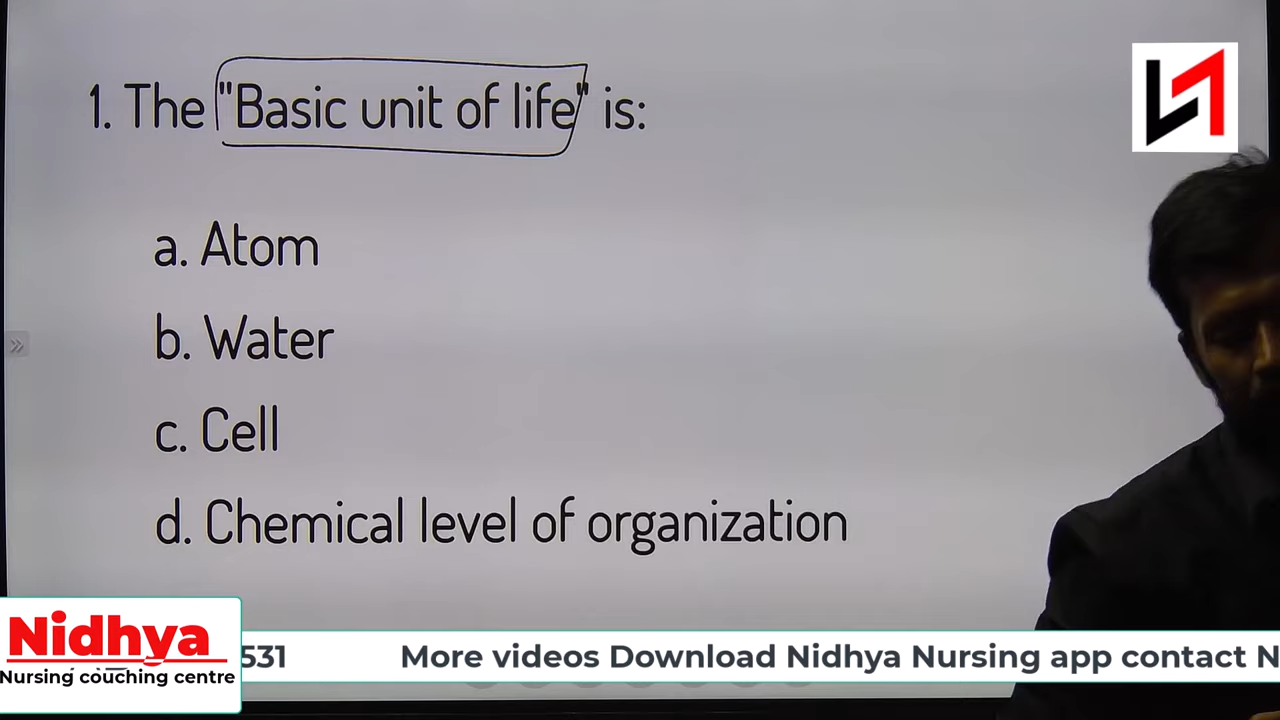 1. The "Basic unit of life" is:
a. Atom
b. Water
c. Cell
d. Chemical level of organization
Nidhya
Nursing couching centre
531 More videos Download Nidhya Nursing app contact N